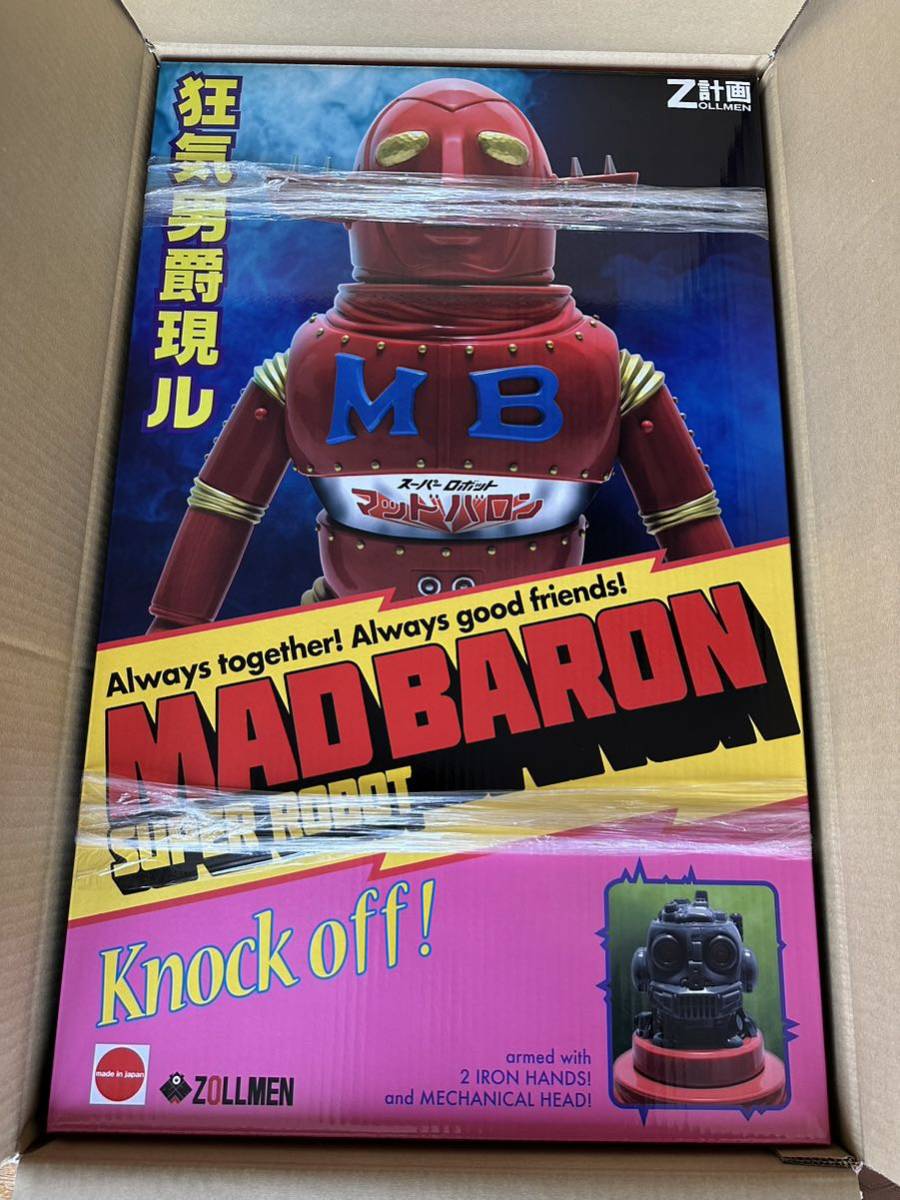 狂気男爵現ル
Z計画
ZOLLMEN
M B
スーパーロボット
マッドバロン
Always together! Always good friends!
MAD BARON
SUPER ROBOT
Knock off!
armed with
2 IRON HANDS!
and MECHANICAL HEAD!
made in japan
ZOLLMEN